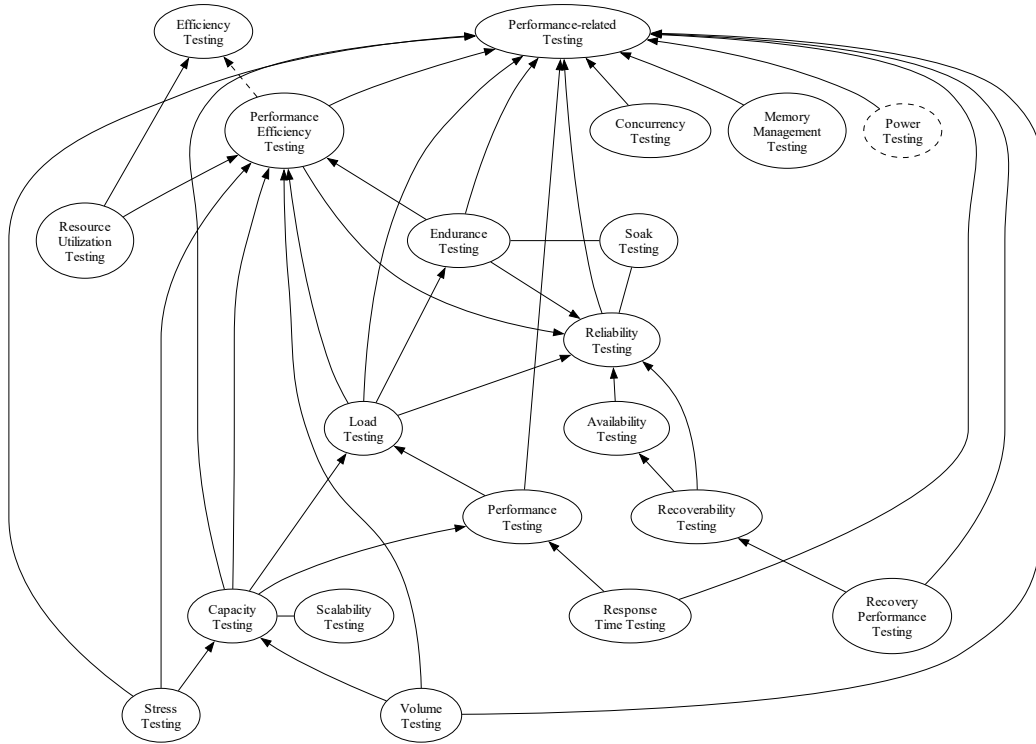 Efficiency
Testing
Performance-related
Testing
Performance
Efficiency
Testing
Concurrency
Testing
Memory
Management
Testing
Power
Testing
Resource
Utilization
Testing
Endurance
Testing
Soak
Testing
Reliability
Testing
Load
Testing
Availability
Testing
Performance
Testing
Recoverability
Testing
Capacity
Testing
Scalability
Testing
Response
Time Testing
Recovery
Performance
Testing
Stress
Testing
Volume
Testing